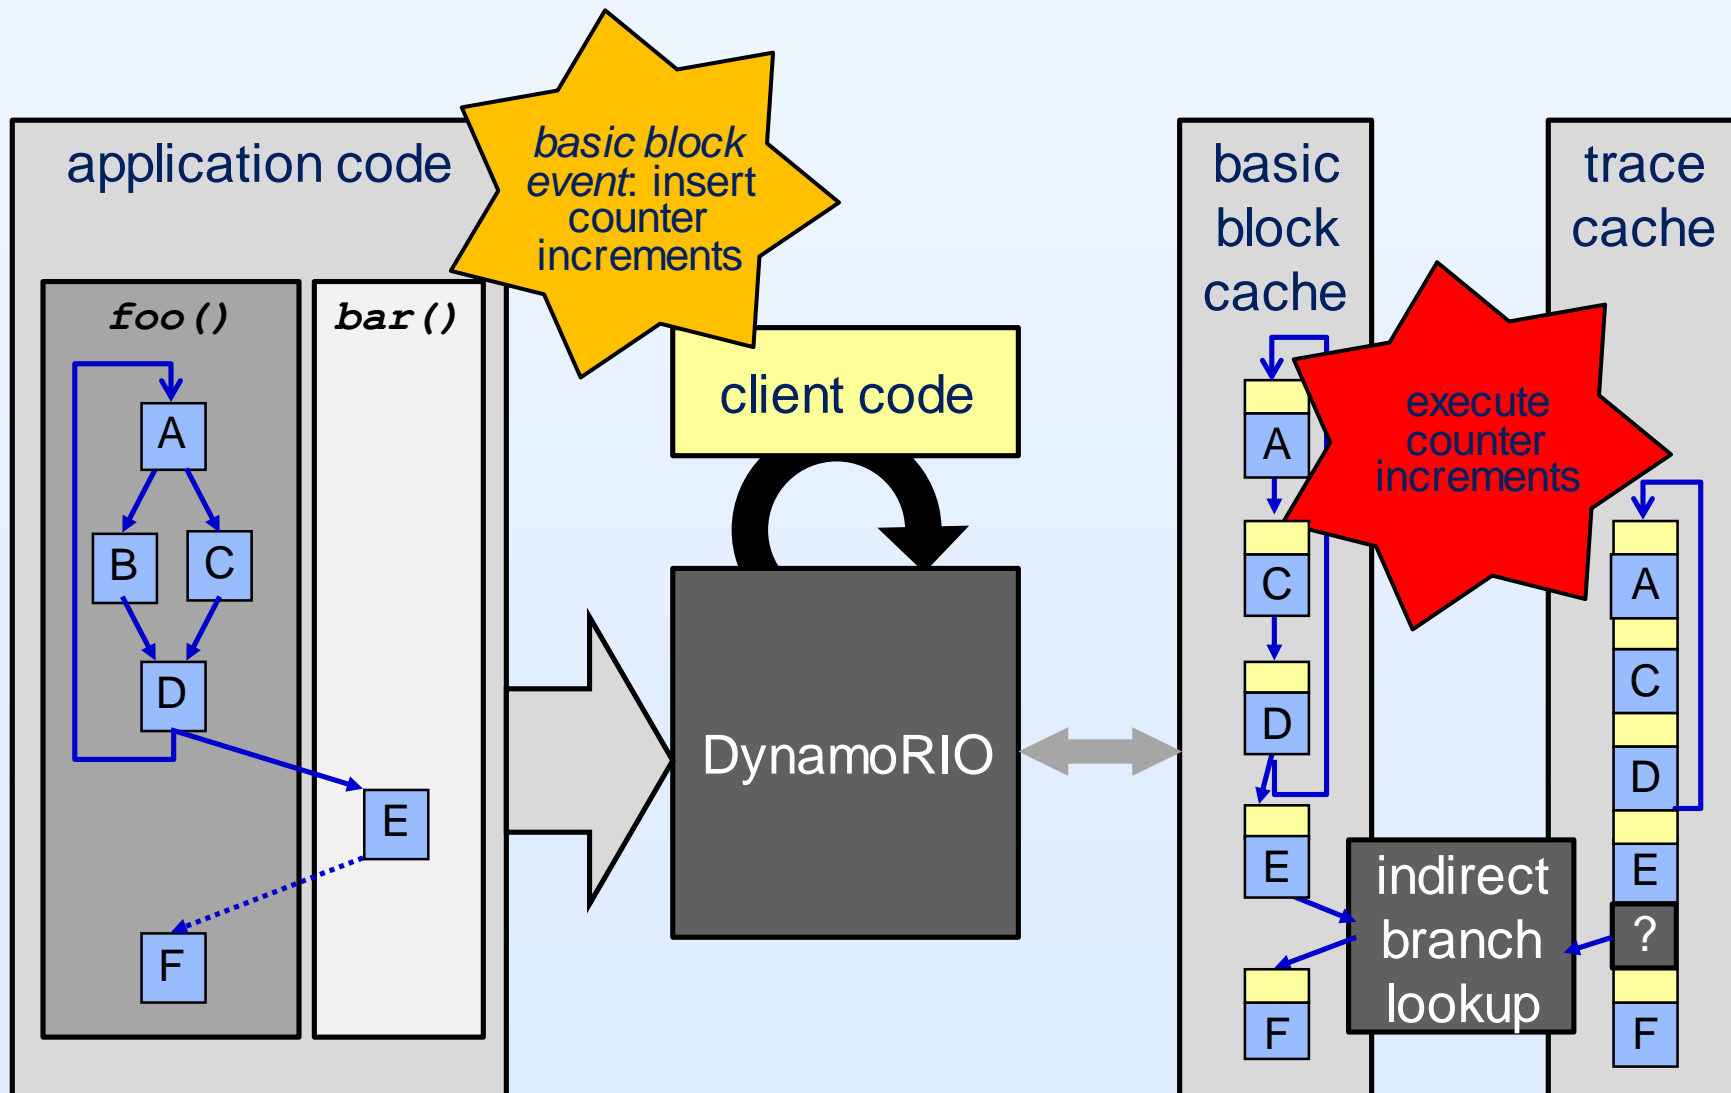 application code
foo()
bar()
A
B
C
D
E
F
basic block
event: insert
counter
increments
client code
DynamoRIO
basic
block
cache
A
C
D
E
F
execute
counter
increments
indirect
branch
lookup
trace
cache
A
C
D
E
?
F